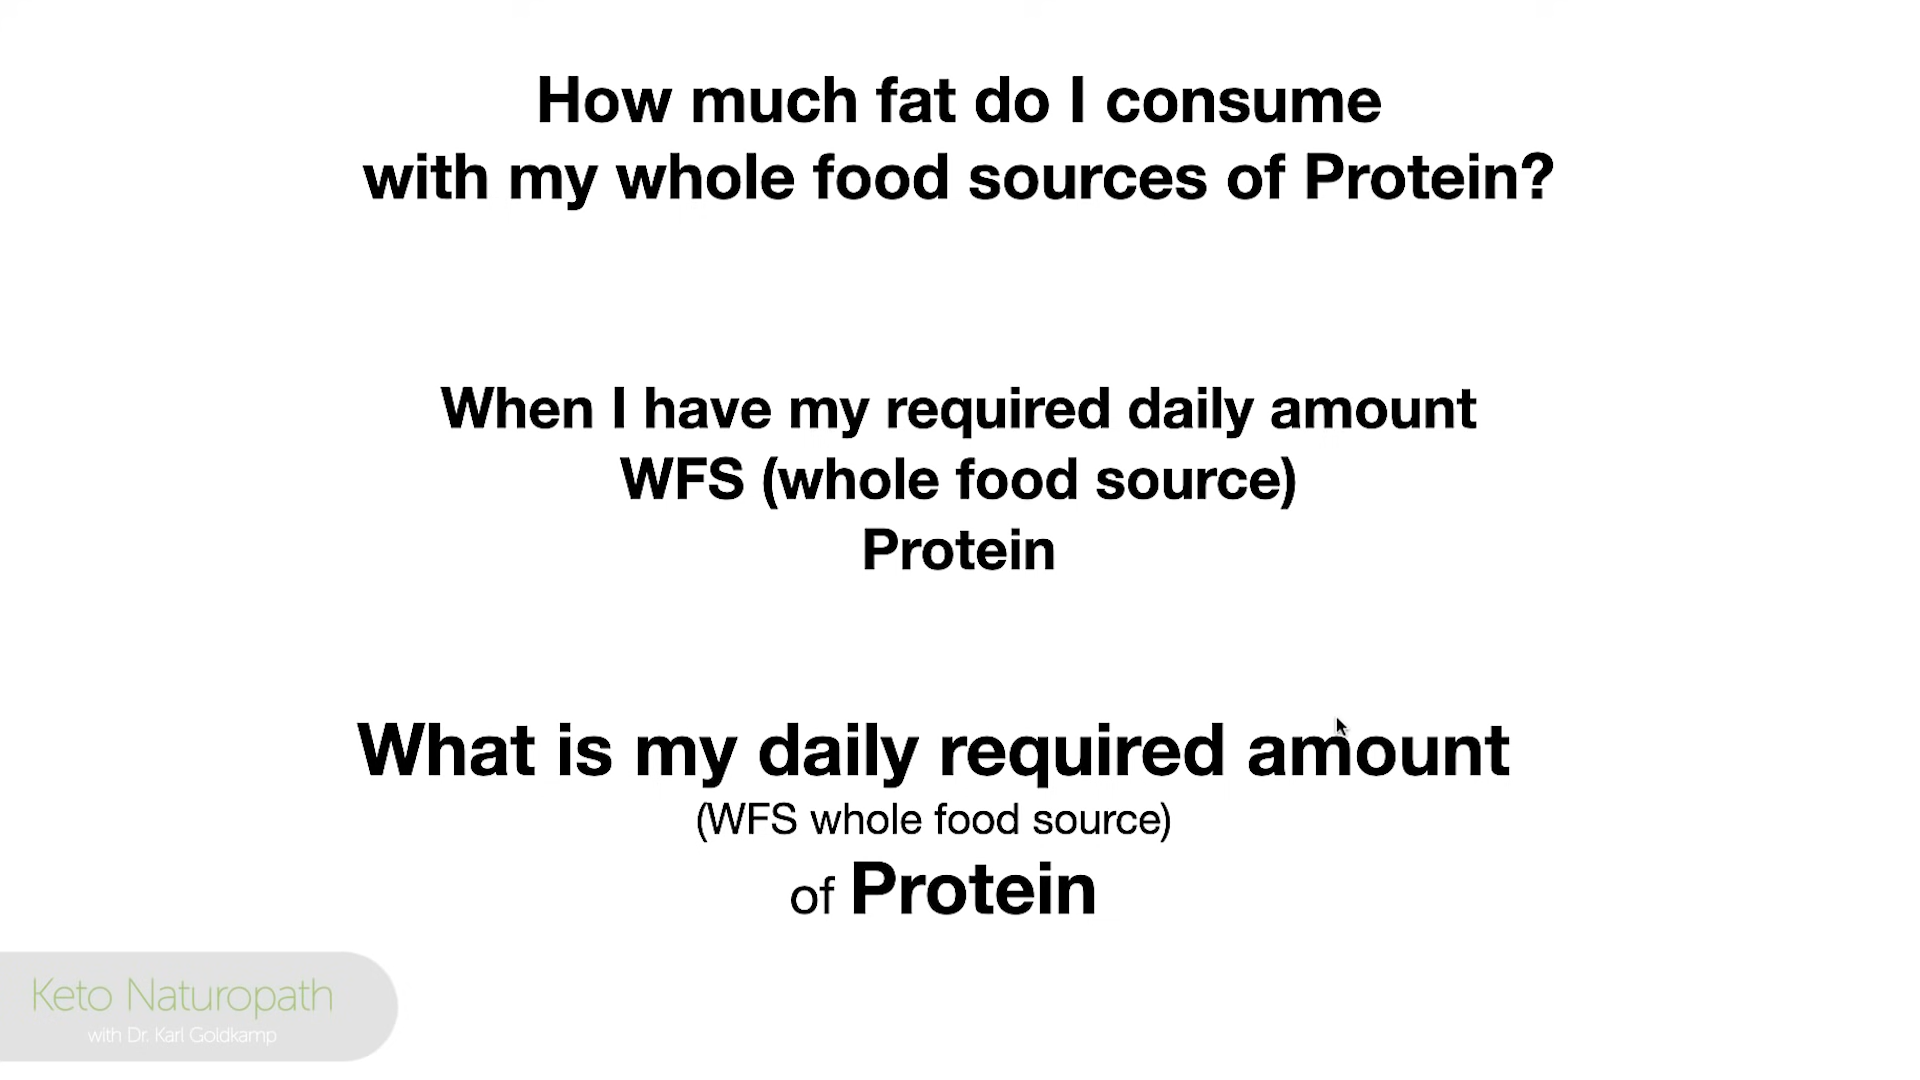 How much fat do I consume
with my whole food sources of Protein?
When I have my required daily amount
WFS (whole food source)
Protein
What is my daily required amount
(WFS whole food source)
of Protein
Keto Naturopath
with Dr. Karl Goldkamp